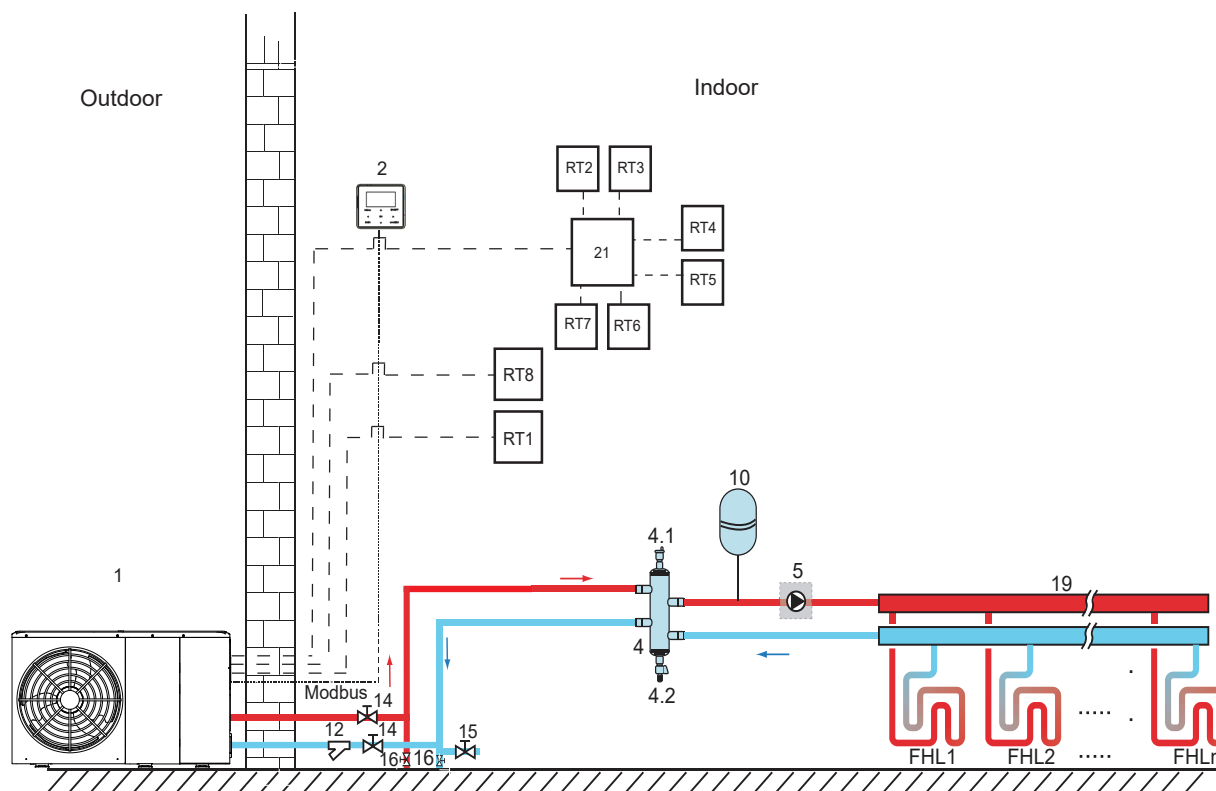 Outdoor
Indoor
2
RT2
RT3
RT4
21
RT5
RT7
RT6
RT8
RT1
10
4.1
1
5
19
4
4.2
Modbus
14
12
14
15
16
16
FHL1
FHL2
.....
.....
FHLn